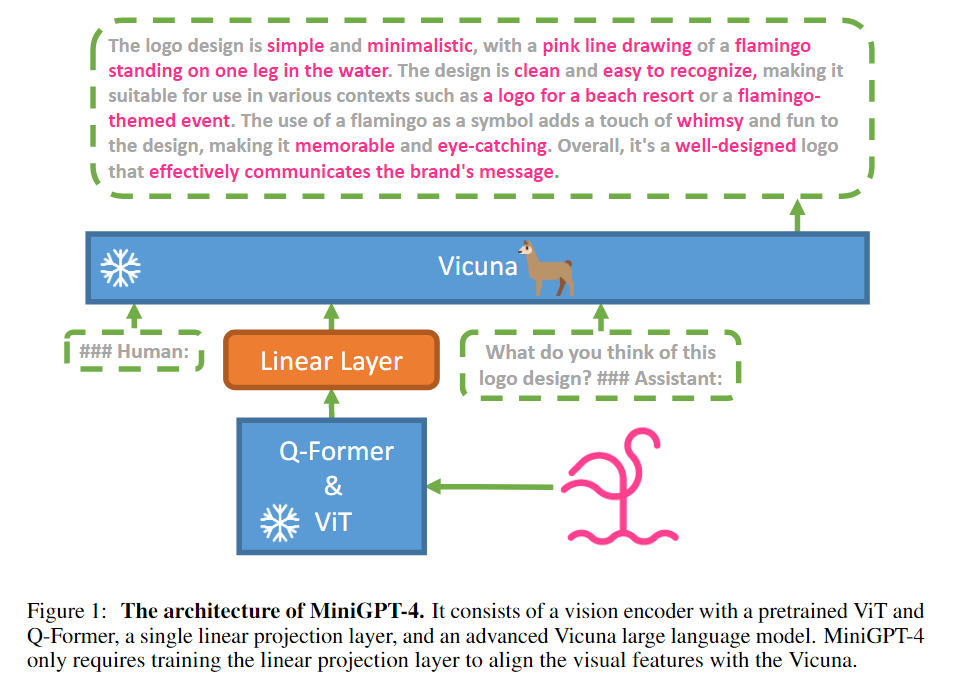 The logo design is simple and minimalistic, with a pink line drawing of a flamingo
standing on one leg in the water. The design is clean and easy to recognize, making it
suitable for use in various contexts such as a logo for a beach resort or a flamingo-
themed event. The use of a flamingo as a symbol adds a touch of whimsy and fun to
the design, making it memorable and eye-catching. Overall, it's a well-designed logo
that effectively communicates the brand's message.
Vicuna
### Human:
Linear Layer
What do you think of this
logo design? ### Assistant:
Q-Former
&
ViT
Figure 1: The architecture of MiniGPT-4. It consists of a vision encoder with a pretrained ViT and
Q-Former, a single linear projection layer, and an advanced Vicuna large language model. MiniGPT-4
only requires training the linear projection layer to align the visual features with the Vicuna.